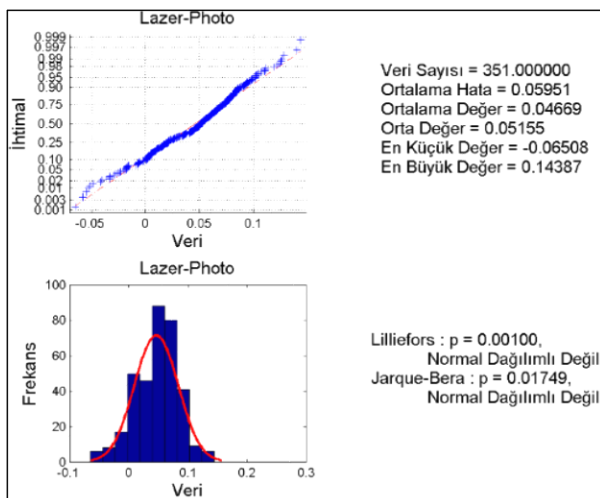 Lazer-Photo
0.999
0.997
0.99
0.98
0.95
0.90
0.75
0.50
0.25
0.10
0.05
0.02
0.01
0.003
0.001
İhtimal
-0.05
0
0.05
0.1
Veri
Veri Sayısı = 351.000000
Ortalama Hata = 0.05951
Ortalama Değer = 0.04669
Orta Değer = 0.05155
En Küçük Değer = -0.06508
En Büyük Değer = 0.14387
Lazer-Photo
100
80
60
40
20
0
Frekans
-0.1
0
0.1
0.2
0.3
Veri
Lilliefors : p = 0.00100,
Normal Dağılımlı Değil
Jarque-Bera : p = 0.01749,
Normal Dağılımlı Değil